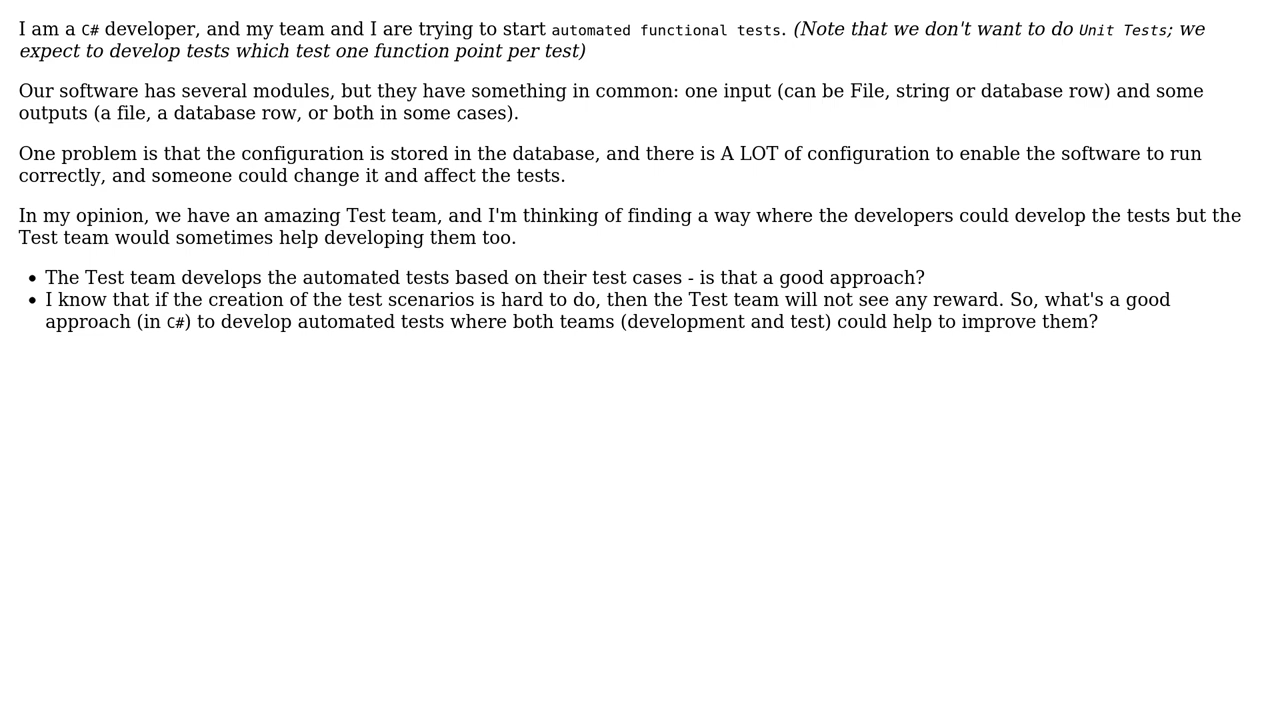 I am a C# developer, and my team and I are trying to start automated functional tests. (Note that we don't want to do Unit Tests; we
expect to develop tests which test one function point per test)
Our software has several modules, but they have something in common: one input (can be File, string or database row) and some
outputs (a file, a database row, or both in some cases).
One problem is that the configuration is stored in the database, and there is A LOT of configuration to enable the software to run
correctly, and someone could change it and affect the tests.
In my opinion, we have an amazing Test team, and I'm thinking of finding a way where the developers could develop the tests but the
Test team would sometimes help developing them too.
• The Test team develops the automated tests based on their test cases - is that a good approach?
• I know that if the creation of the test scenarios is hard to do, then the Test team will not see any reward. So, what's a good
approach (in C#) to develop automated tests where both teams (development and test) could help to improve them?